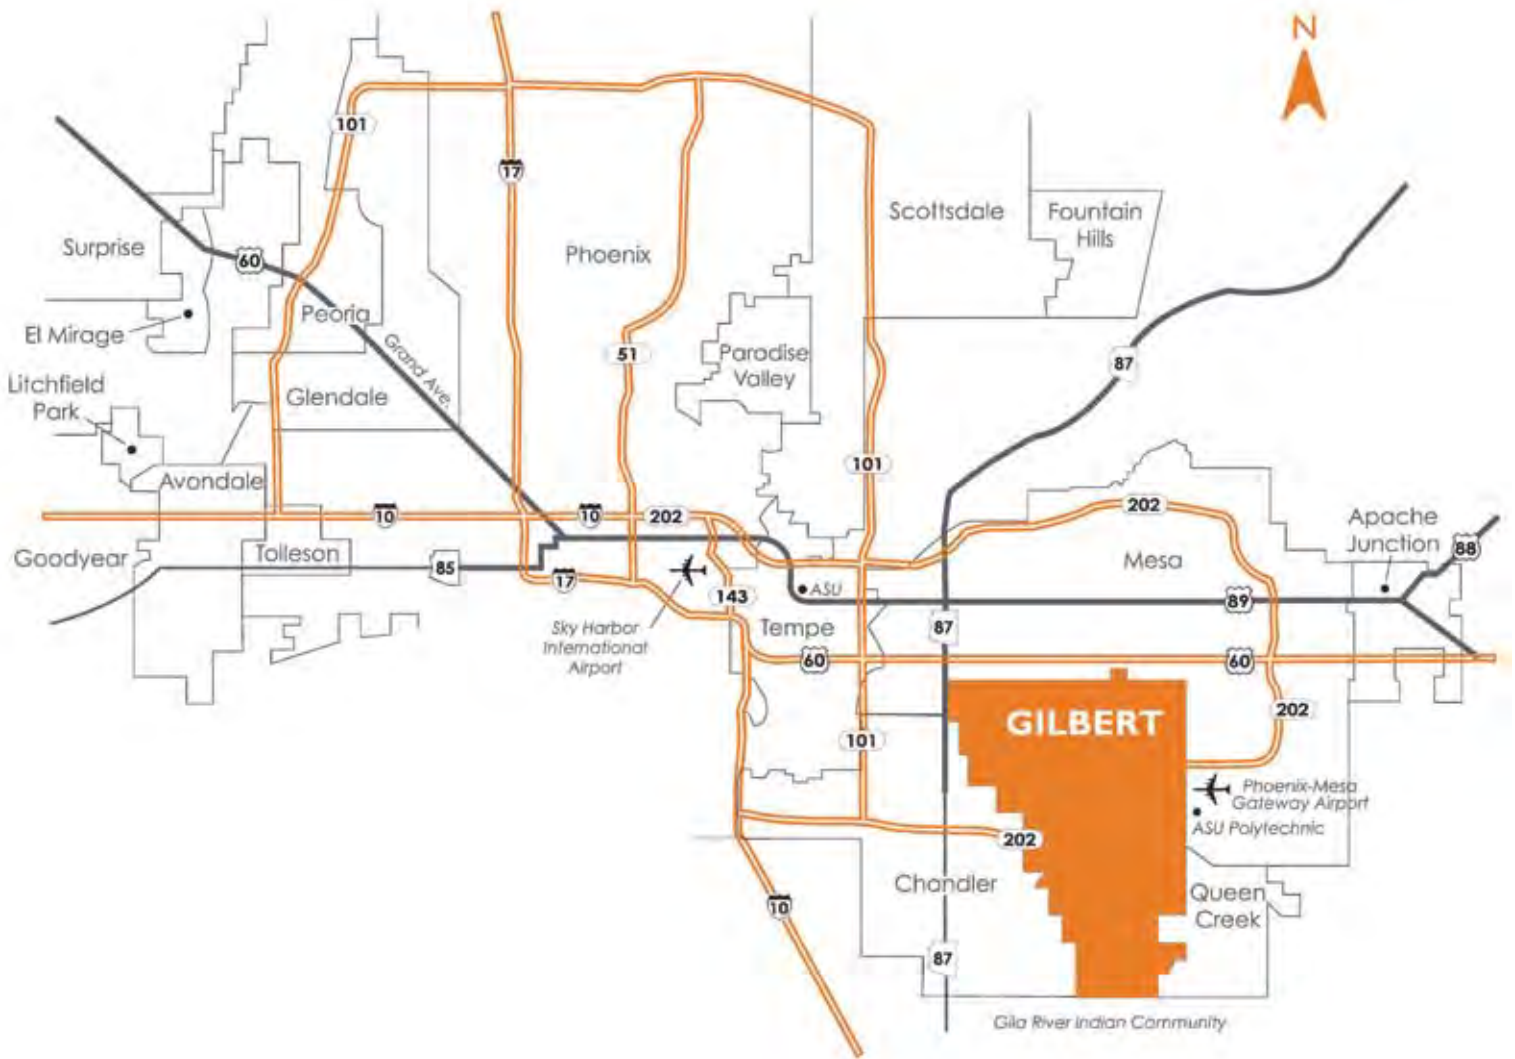 N
101
17
Scottsdale
Fountain
Hills
Surprise
60
Phoenix
El Mirage
Peoria
Grand Ave.
51
Paradise
Valley
87
Litchfield
Park
Glendale
101
Avondale
10
10
202
202
Apache
Junction
88
Goodyear
Tolleson
85
17
143
ASU
Mesa
89
Sky Harbor
International
Airport
Tempe
87
60
60
GILBERT
202
101
Phoenix-Mesa
Gateway Airport
ASU Polytechnic
202
Chandler
Queen
Creek
10
87
Gila River Indian Community